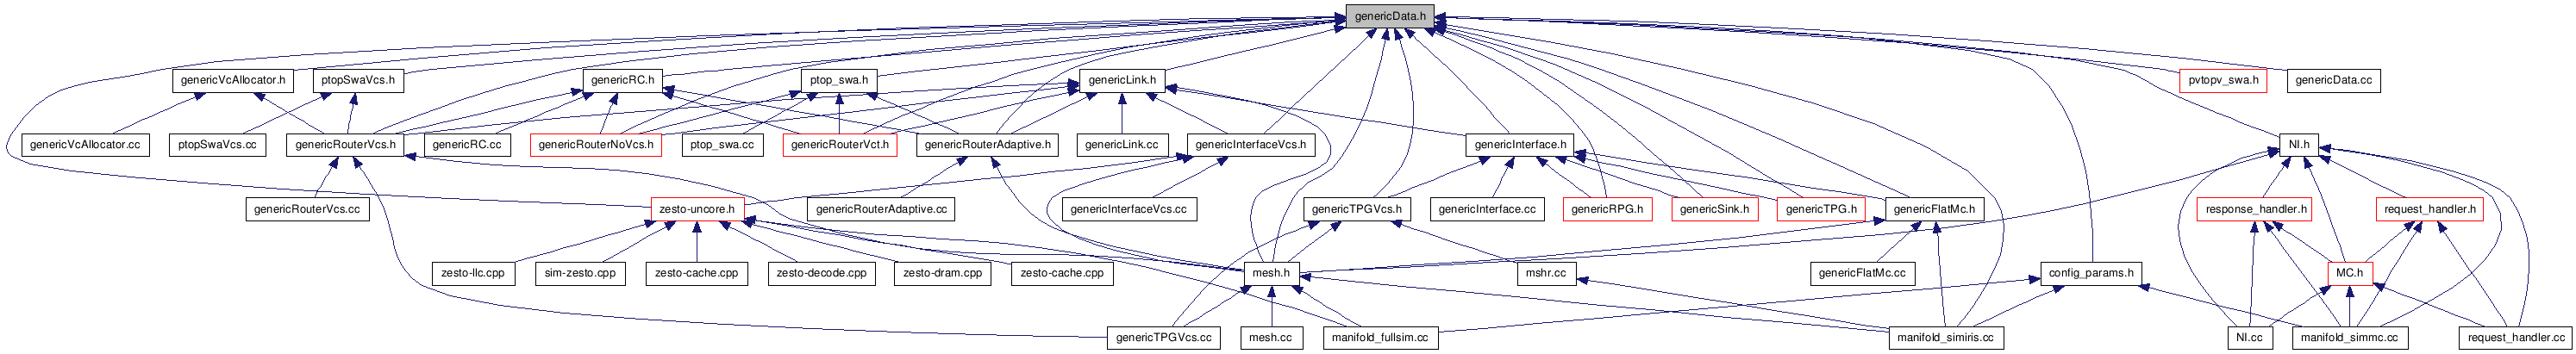 genericData.h
genericVcAllocator.h
ptopSwaVcs.h
genericRC.h
ptop_swa.h
genericLink.h
pvtopv_swa.h
genericData.cc
genericVcAllocator.cc
ptopSwaVcs.cc
genericRouterVcs.h
genericRC.cc
genericRouterNoVcs.h
ptop_swa.cc
genericRouterVct.h
genericRouterAdaptive.h
genericLink.cc
genericInterfaceVcs.h
genericInterface.h
NI.h
genericRouterVcs.cc
zesto-uncore.h
genericRouterAdaptive.cc
genericInterfaceVcs.cc
genericTPGVcs.h
genericInterface.cc
genericRPG.h
genericSink.h
genericTPG.h
genericFlatMc.h
response_handler.h
request_handler.h
zesto-llc.cpp
sim-zesto.cpp
zesto-cache.cpp
zesto-decode.cpp
zesto-dram.cpp
zesto-cache.cpp
mesh.h
mshr.cc
genericFlatMc.cc
config_params.h
MC.h
genericTPGVcs.cc
mesh.cc
manifold_fullsim.cc
manifold_simiris.cc
NI.cc
manifold_simmc.cc
request_handler.cc